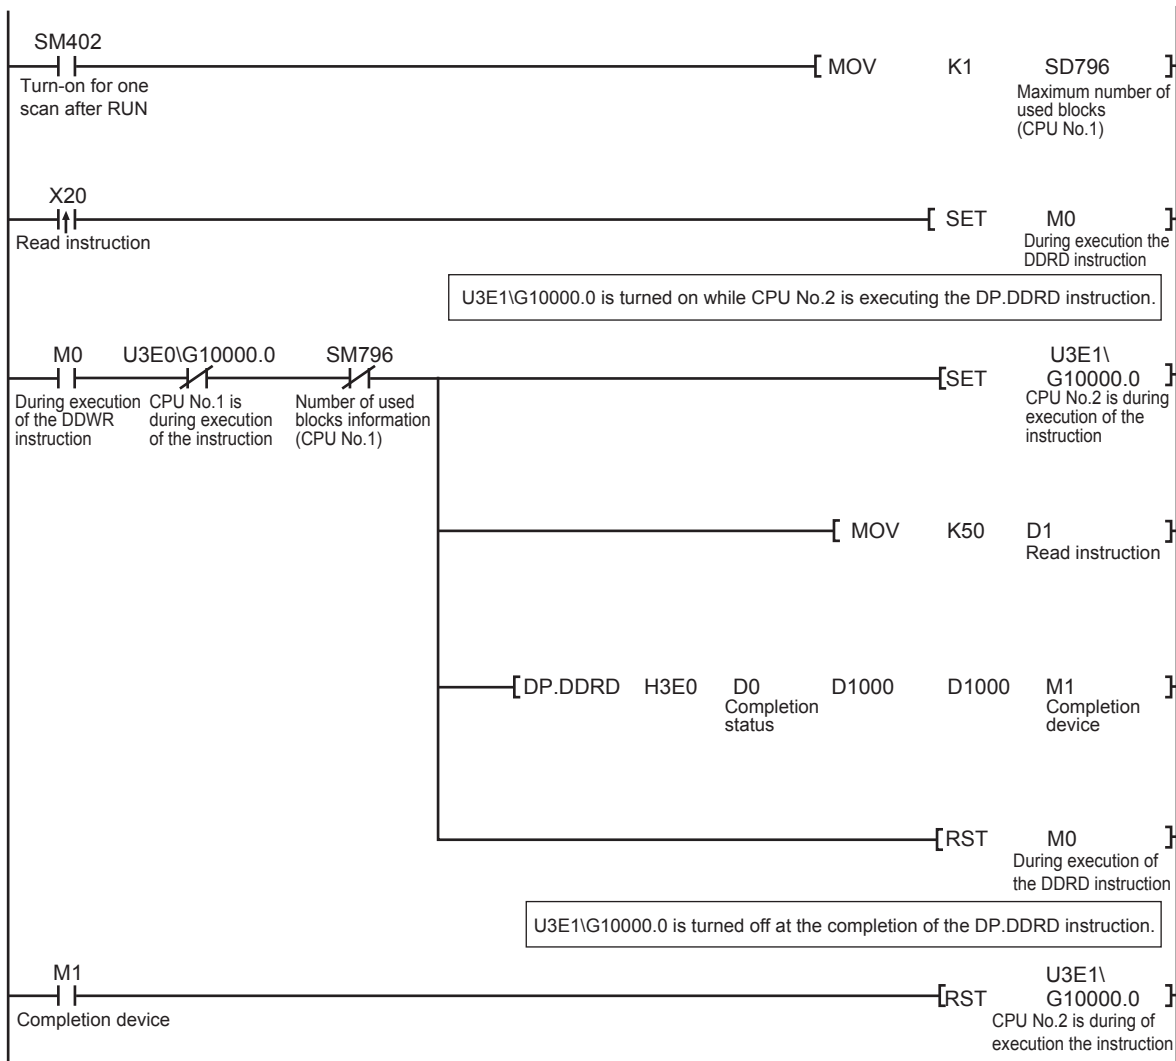 SM402
MOV K1 SD796
Turn-on for one
scan after RUN
Maximum number of
used blocks
(CPU No.1)
X20
SET M0
Read instruction
During execution the
DDRD instruction
U3E1\G10000.0 is turned on while CPU No.2 is executing the DP.DDRD instruction.
M0 U3E0\G10000.0 SM796
U3E1\
SET G10000.0
During execution
of the DDWR
instruction
CPU No.1 is
during execution
of the instruction
Number of used
blocks information
(CPU No.1)
CPU No.2 is during
execution of the
instruction
MOV K50 D1
Read instruction
DP.DDRD H3E0 D0 D1000 D1000 M1
Completion
status
Completion
device
RST M0
During execution of
the DDRD instruction
U3E1\G10000.0 is turned off at the completion of the DP.DDRD instruction.
M1
U3E1\
RST G10000.0
Completion device
CPU No.2 is during of
execution the instruction